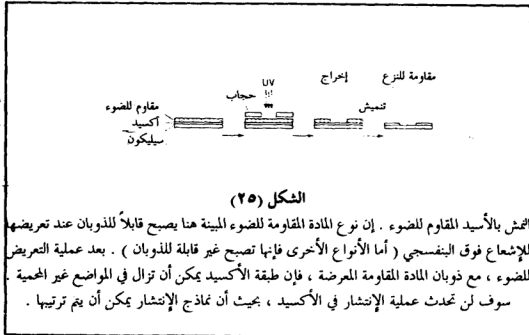 مقاومة للنزع
إخراج
UV
تنميش
حجاب
مقاوم للضوء
أكسيد
سيليكون
الشكل (٢٥)
النمش بالأسيد المقاوم للضوء . إن نوع المادة المقاومة للضوء المبينة هنا يصبح قابلاً للذوبان عند تعريضها
للإشعاع فوق البنفسجي ( أما الأنواع الأخرى فإنها تصبح غير قابلة للذوبان ) . بعد عملية التعريض
للضوء ، مع ذوبان المادة المقاومة المعرضة ، فإن طبقة الأكسيد يمكن أن تزال في المواضع غير المحمية .
سوف لن تحدث عملية الإنتشار في الأكسيد ، بحيث أن نماذج الإنتشار يمكن أن يتم ترتيبها .